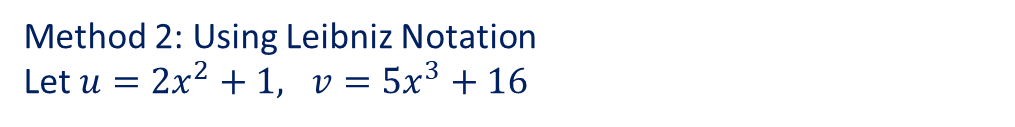 Method 2: Using Leibniz Notation
Let u = 2x² + 1, v = 5x³ + 16